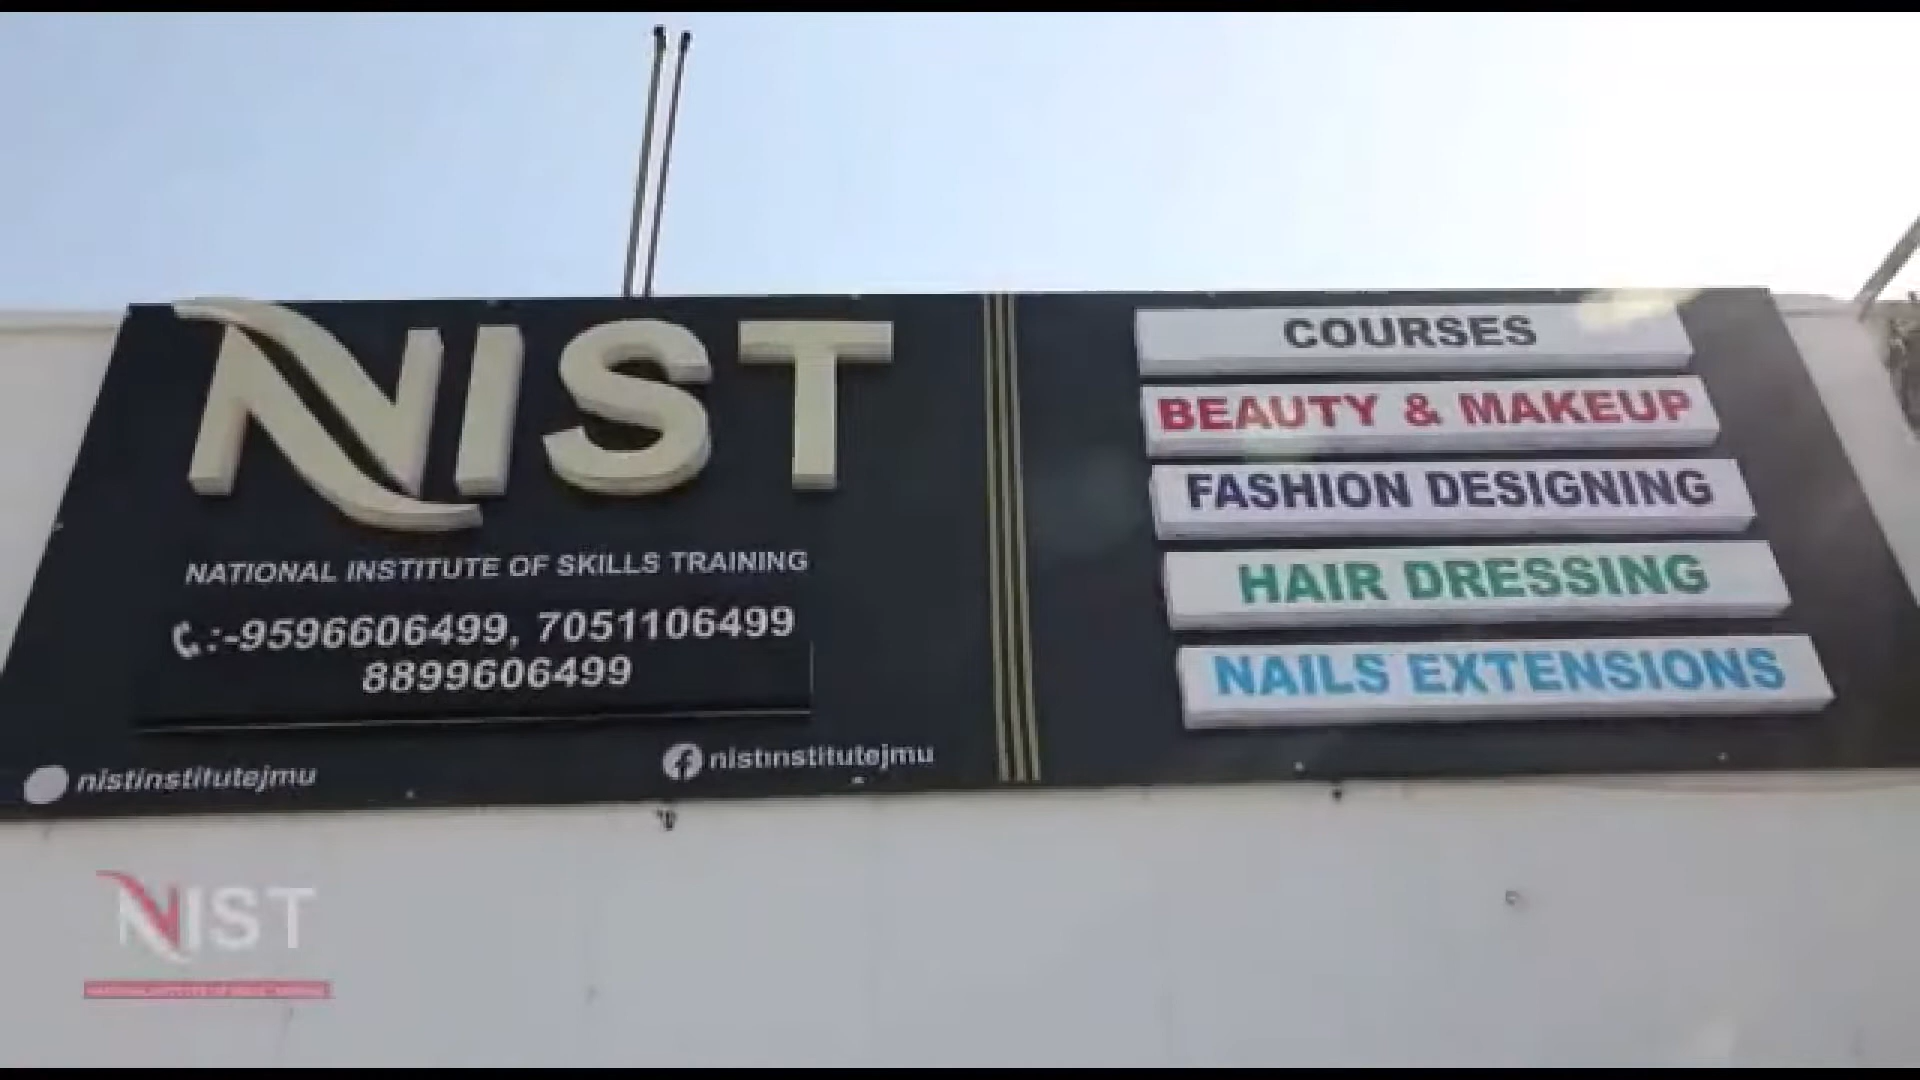 NIST
NATIONAL INSTITUTE OF SKILLS TRAINING
:-9596606499, 7051106499
8899606499
nistinstitutejmu
nistinstitutejmu
COURSES
BEAUTY & MAKEUP
FASHION DESIGNING
HAIR DRESSING
NAILS EXTENSIONS
NIST